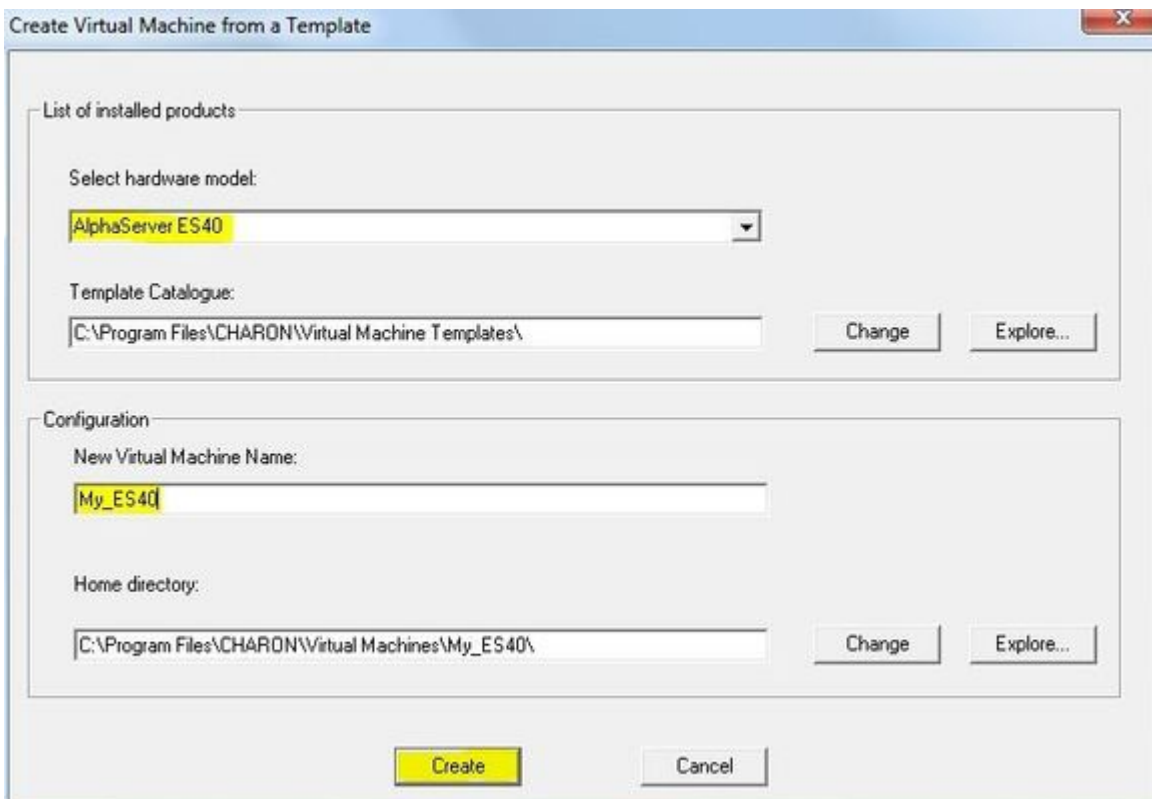 Create Virtual Machine from a Template
List of installed products
Select hardware model:
AlphaServer ES40
Template Catalogue:
C:\Program Files\CHARON\Virtual Machine Templates\
Change
Explore...
Configuration
New Virtual Machine Name:
My_ES40
Home directory:
C:\Program Files\CHARON\Virtual Machines\My_ES40\
Change
Explore...
Create
Cancel